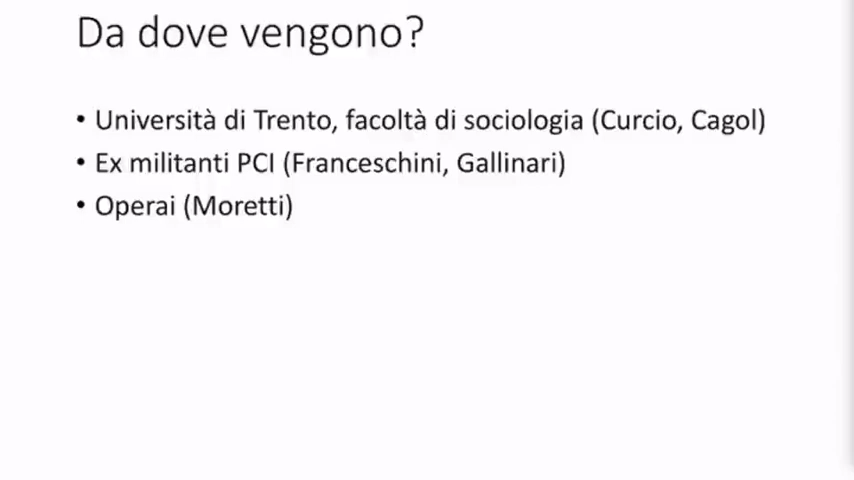 Da dove vengono?
• Università di Trento, facoltà di sociologia (Curcio, Cagol)
• Ex militanti PCI (Franceschini, Gallinari)
• Operai (Moretti)